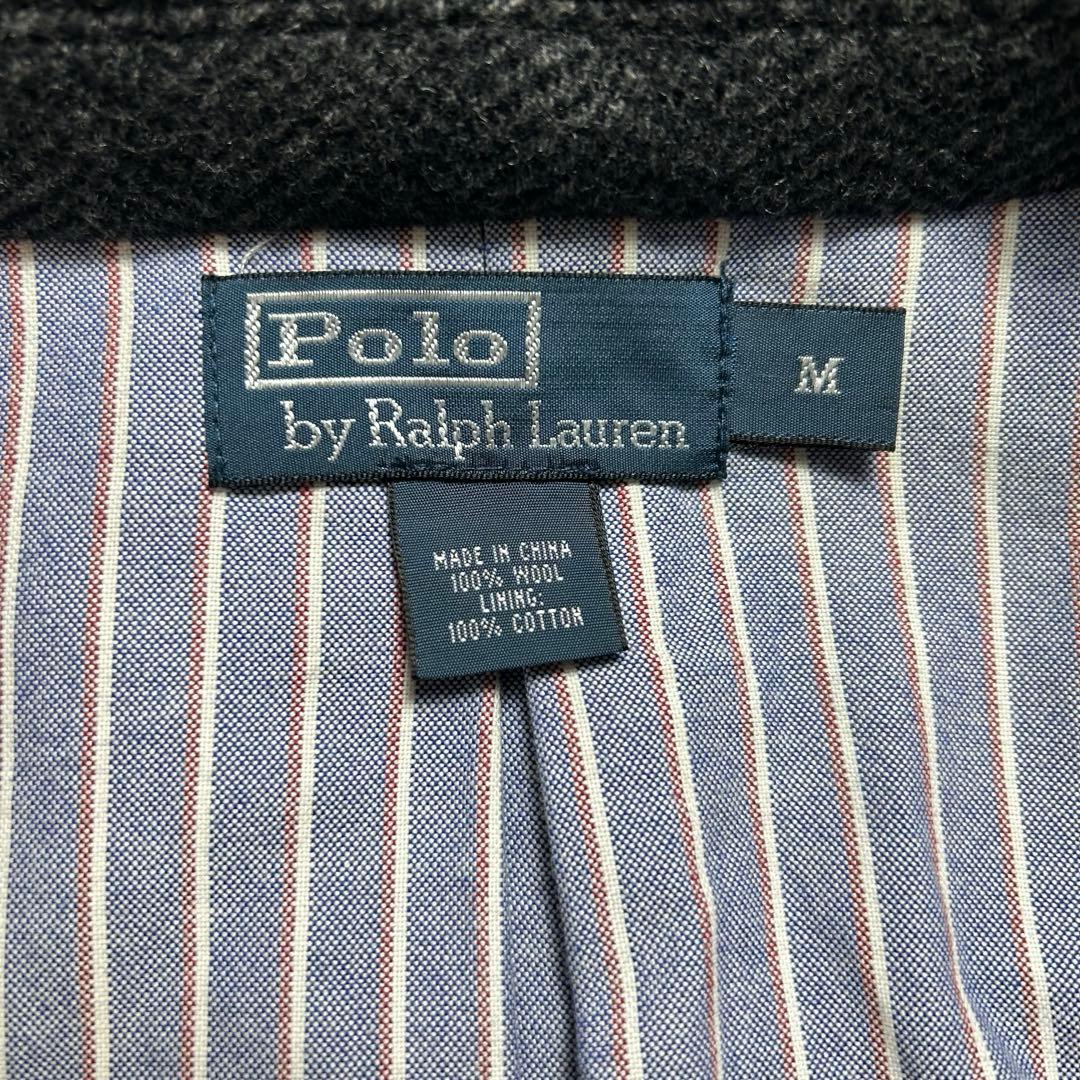 Polo
by Ralph Lauren
M
MADE IN CHINA
100% WOOL
LINING:
100% COTTON